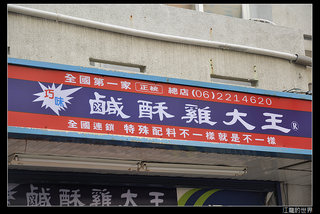 全國第一家 正統 總店(06)2214620
巧味 鹹酥雞大王®
全國連鎖 特殊配料不一樣就是不一樣
鹹酥雞大王
江龍的世界